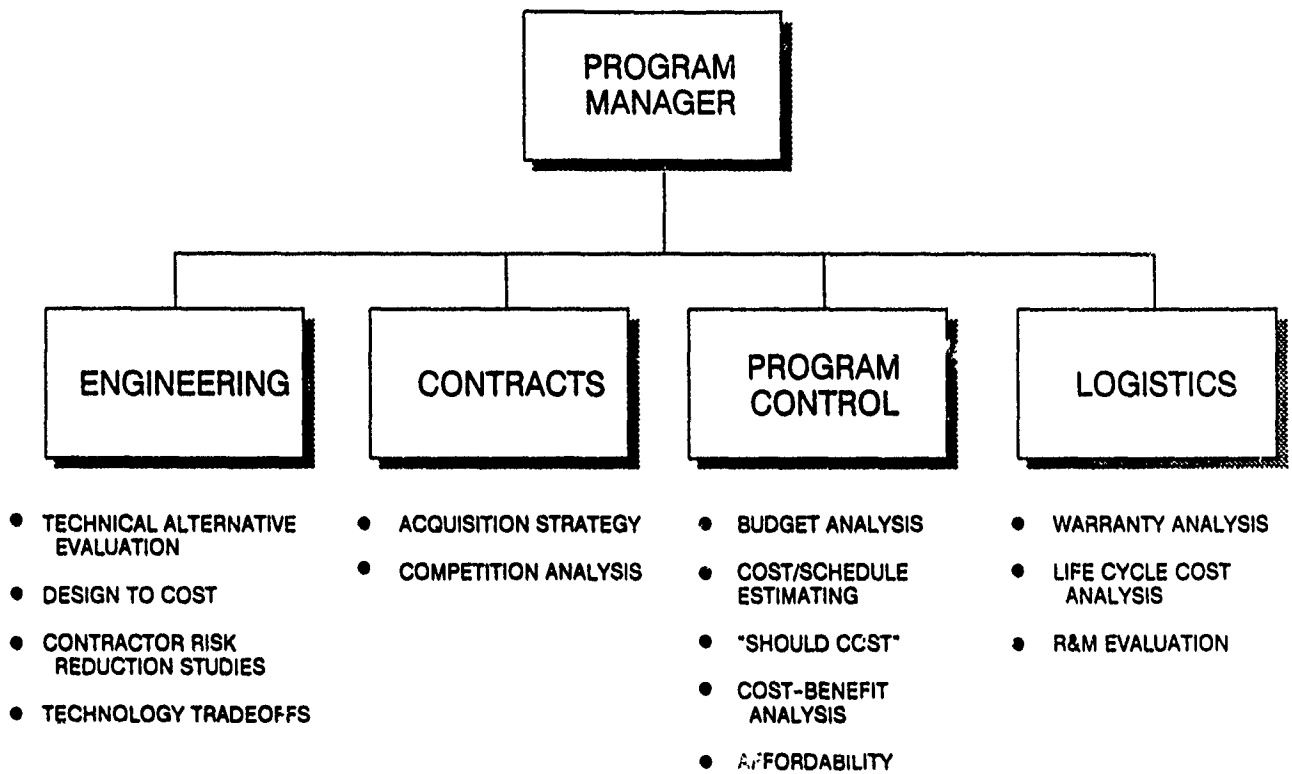 PROGRAM
MANAGER
ENGINEERING
CONTRACTS
PROGRAM
CONTROL
LOGISTICS
● TECHNICAL ALTERNATIVE
EVALUATION
● DESIGN TO COST
● CONTRACTOR RISK
REDUCTION STUDIES
● TECHNOLOGY TRADEOFFS
● ACQUISITION STRATEGY
● COMPETITION ANALYSIS
● BUDGET ANALYSIS
● COST/SCHEDULE
ESTIMATING
● "SHOULD COST"
● COST-BENEFIT
ANALYSIS
● AFFORDABILITY
● WARRANTY ANALYSIS
● LIFE CYCLE COST
ANALYSIS
● R&M EVALUATION